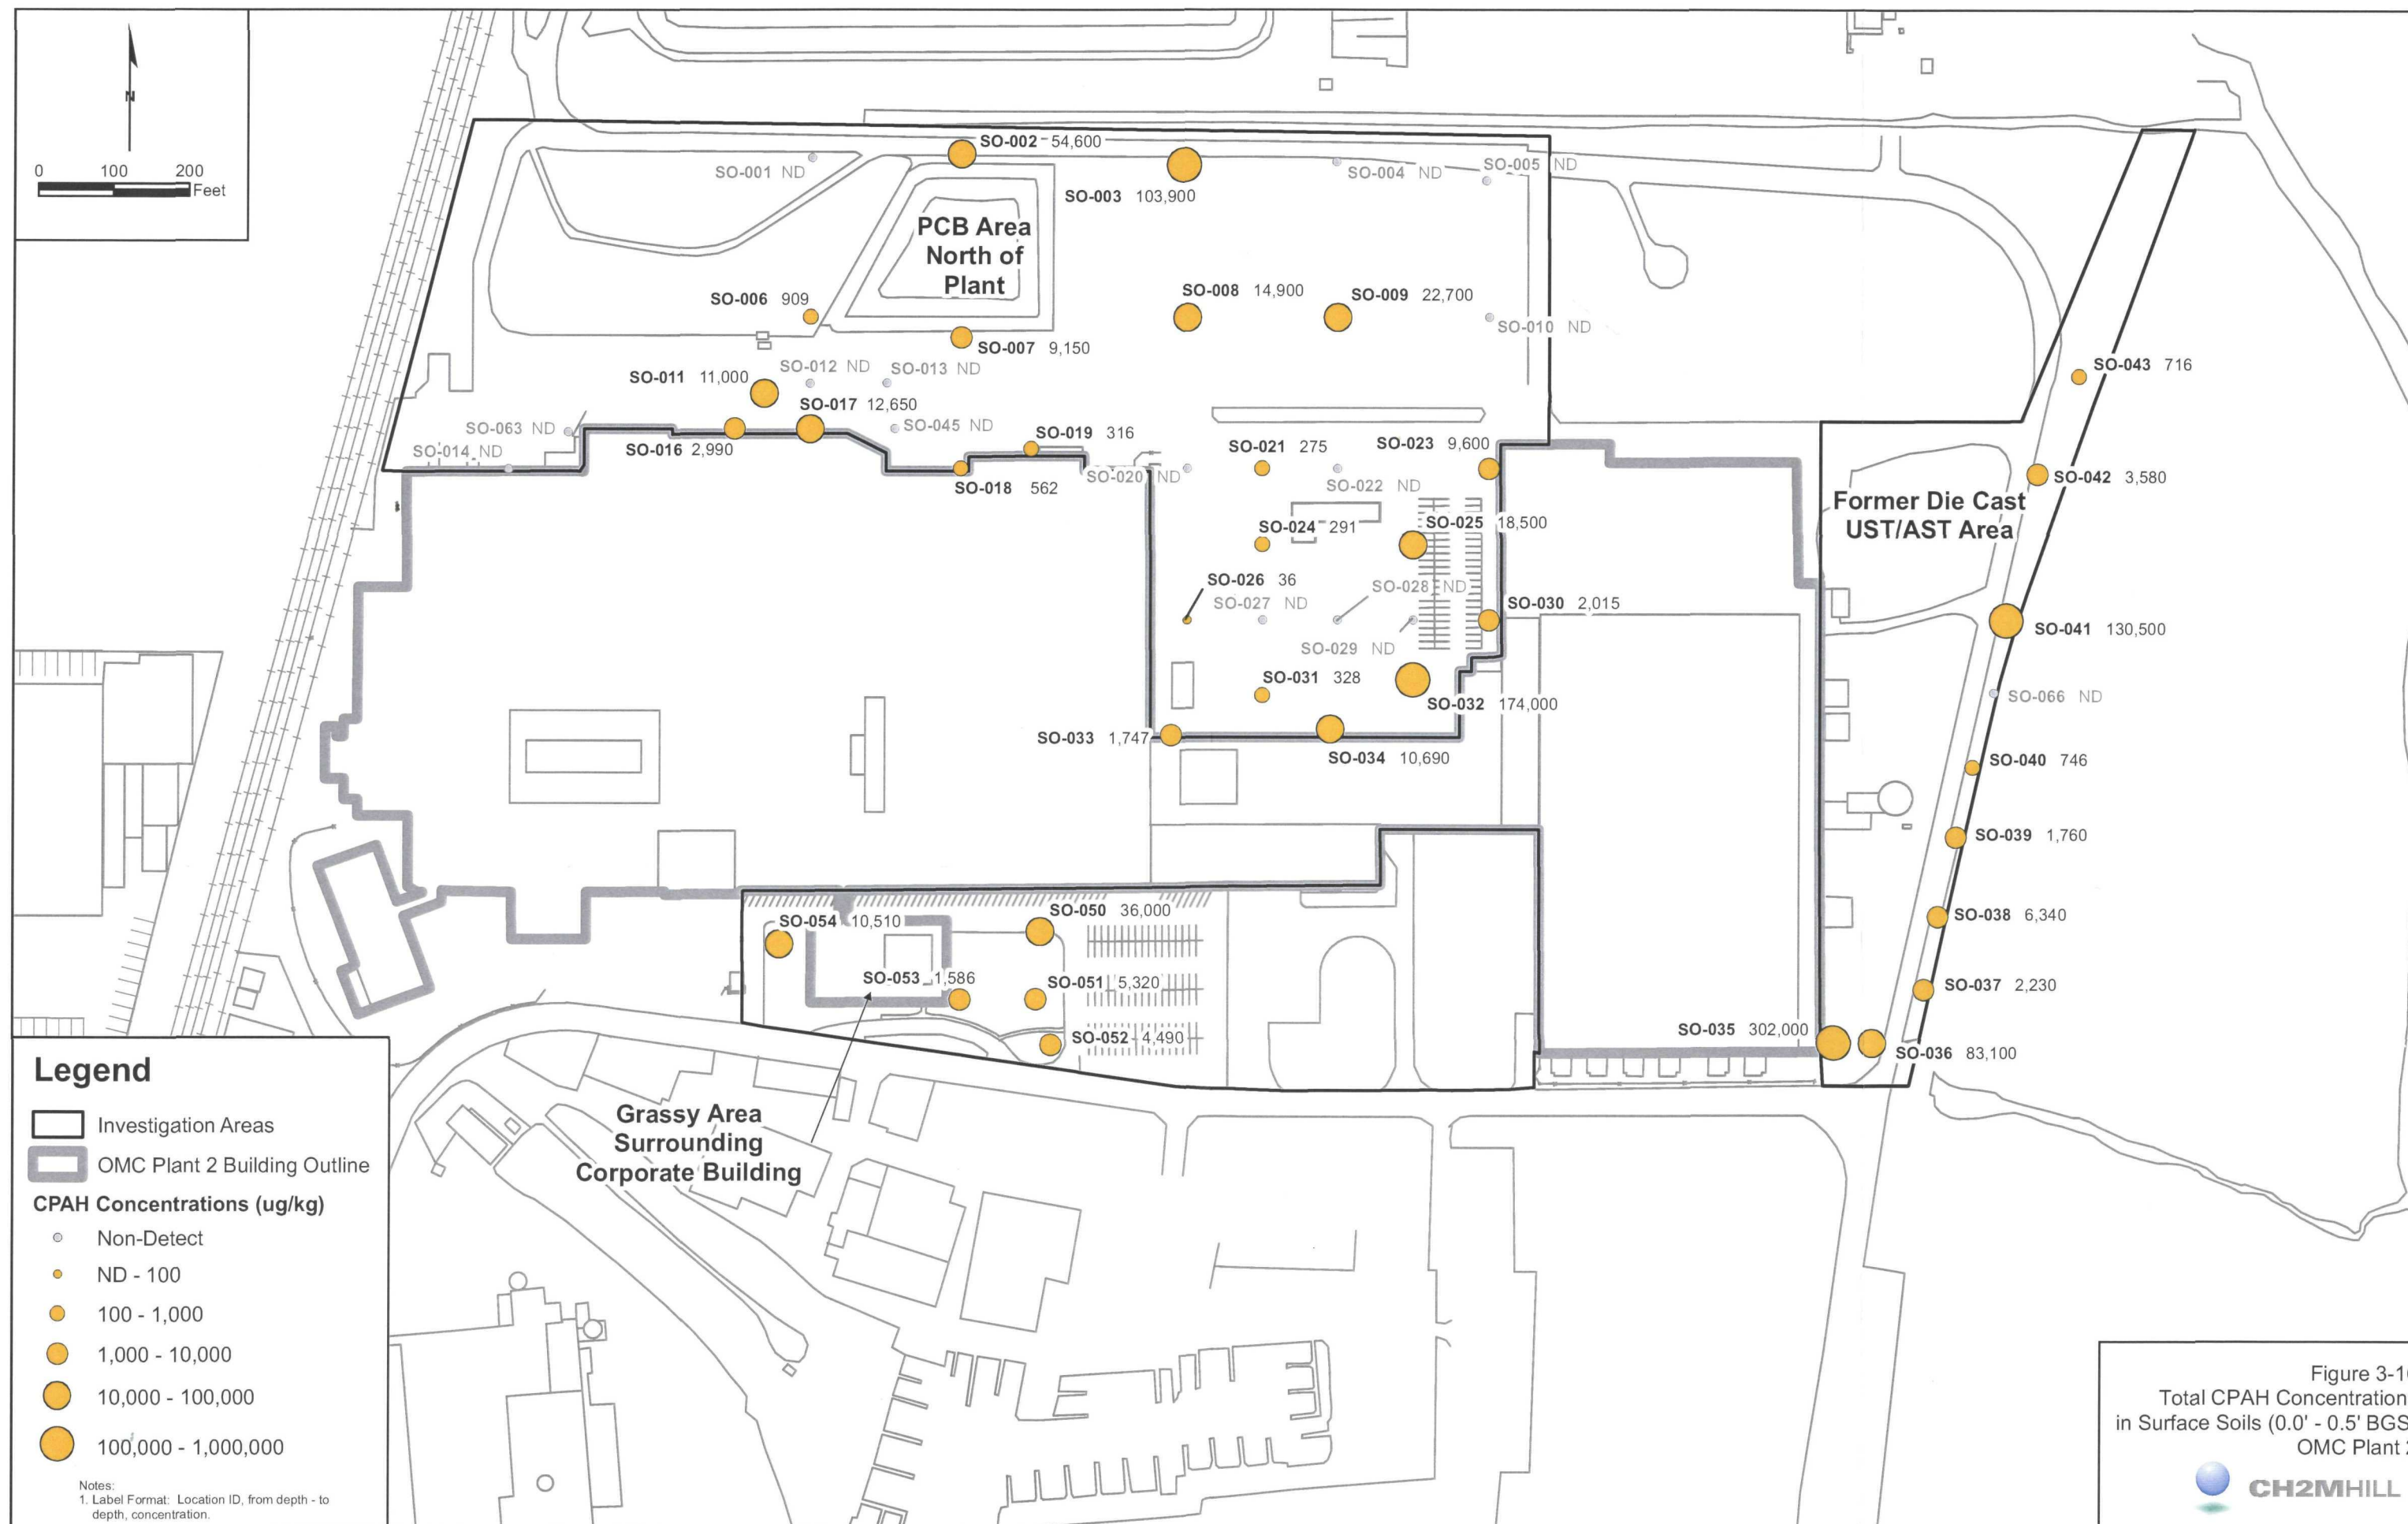 N
0 100 200
Feet
SO-001 ND
SO-002 54,600
SO-003 103,900
SO-004 ND
SO-005 ND
PCB Area
North of
Plant
SO-006 909
SO-007 9,150
SO-008 14,900
SO-009 22,700
SO-010 ND
SO-011 11,000
SO-012 ND
SO-013 ND
SO-017 12,650
SO-063 ND
SO-014 ND
SO-016 2,990
SO-045 ND
SO-019 316
SO-018 562
SO-020 ND
SO-021 275
SO-022 ND
SO-023 9,600
SO-024 291
SO-025 18,500
SO-026 36
SO-027 ND
SO-028 ND
SO-029 ND
SO-030 2,015
SO-031 328
SO-032 174,000
SO-033 1,747
SO-034 10,690
SO-043 716
SO-042 3,580
Former Die Cast
UST/AST Area
SO-041 130,500
SO-066 ND
SO-040 746
SO-039 1,760
SO-038 6,340
SO-037 2,230
SO-035 302,000
SO-036 83,100
SO-054 10,510
SO-050 36,000
SO-053 1,586
SO-051 5,320
SO-052 4,490
Grassy Area
Surrounding
Corporate Building
Legend
Investigation Areas
OMC Plant 2 Building Outline
CPAH Concentrations (ug/kg)
Non-Detect
ND - 100
100 - 1,000
1,000 - 10,000
10,000 - 100,000
100,000 - 1,000,000
Notes:
1. Label Format: Location ID, from depth - to
depth, concentration.
Figure 3-1
Total CPAH Concentration
in Surface Soils (0.0' - 0.5' BGS
OMC Plant
CH2MHILL